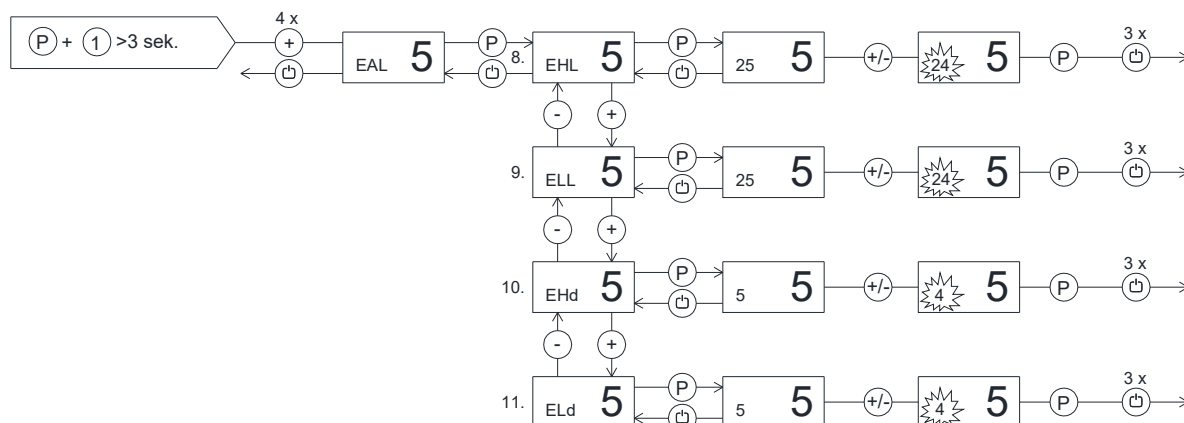 4 x
P + 1 >3 sek. + EAL 5 P 8. EHL 5 P 25 5 +/- 24 5 P 3 x
- +
9. ELL 5 P 25 5 +/- 24 5 P 3 x
- +
10. EHd 5 P 5 5 +/- 4 5 P 3 x
- +
11. ELd 5 P 5 5 +/- 4 5 P 3 x